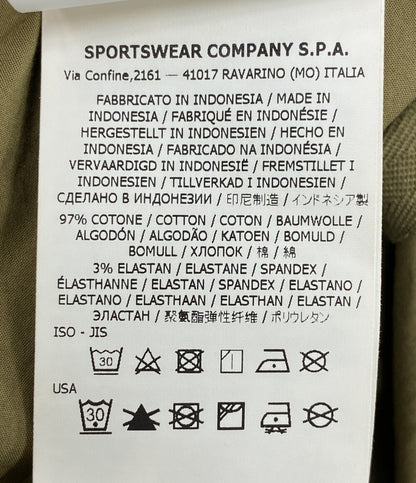 SPORTSWEAR COMPANY S.P.A.
Via Confine,2161 — 41017 RAVARINO (MO) ITALIA
FABBRICATO IN INDONESIA / MADE IN
INDONESIA / FABRIQUÉ EN INDONÉSIE /
HERGESTELLT IN INDONESIEN / HECHO EN
INDONESIA / FABRICADO NA INDONÉSIA /
VERVAARDIGD IN INDONESIË / FREMSTILLET I
INDONESIEN / TILLVERKAD I INDONESIEN /
СДЕЛАНО В ИНДОНЕЗИИ / 印尼制造 / インドネシア製
97% COTONE / COTTON / COTON / BAUMWOLLE /
ALGODÓN / ALGODÃO / KATOEN / BOMULD /
BOMULL / ХЛОПОК / 棉 / 綿
3% ELASTAN / ELASTANE / SPANDEX /
ÉLASTHANNE / ELASTAN / SPANDEX / ELASTANO /
ELASTANO / ELASTHAAN / ELASTHAN / ELASTAN /
ЭЛАСТАН / 聚氨酯弹性纤维 / ポリウレタン
ISO - JIS
30
USA
30